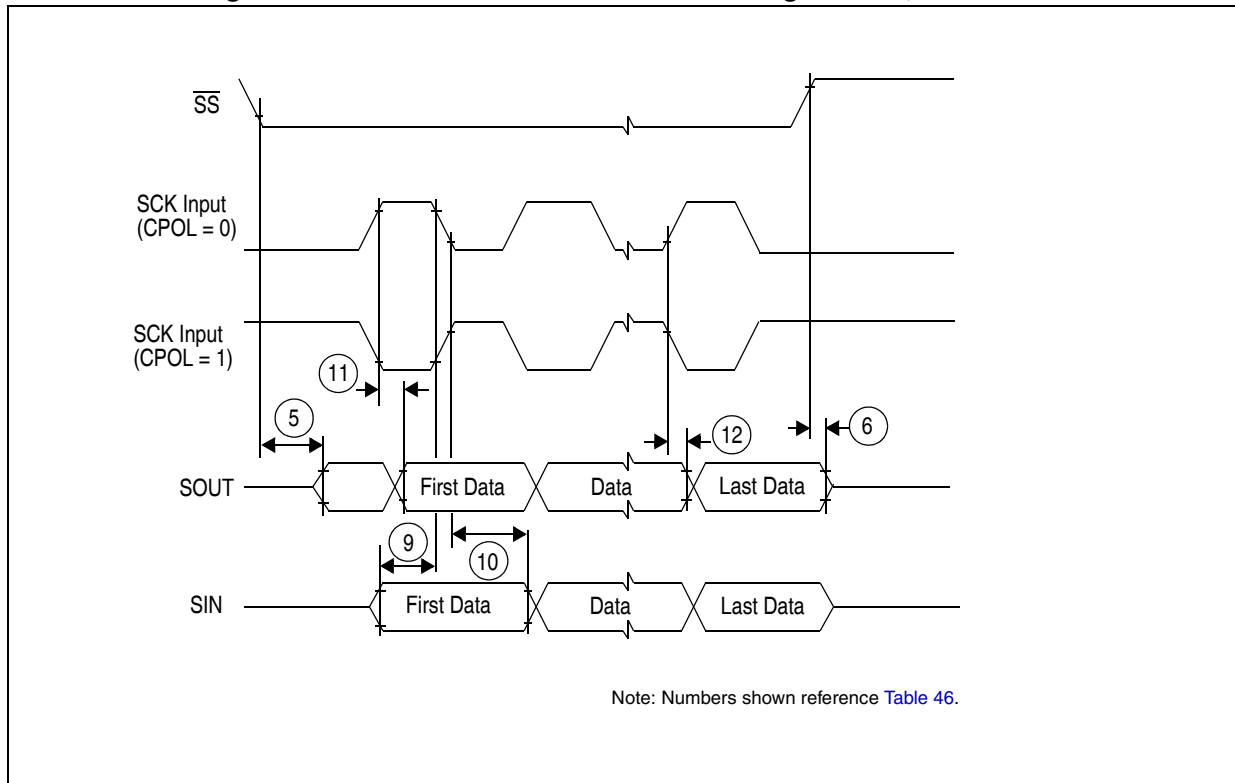 SS
SCK Input
(CPOL = 0)
SCK Input
(CPOL = 1)
11
5
12
6
SOUT
First Data
Data
Last Data
9
10
SIN
First Data
Data
Last Data
Note: Numbers shown reference Table 46.